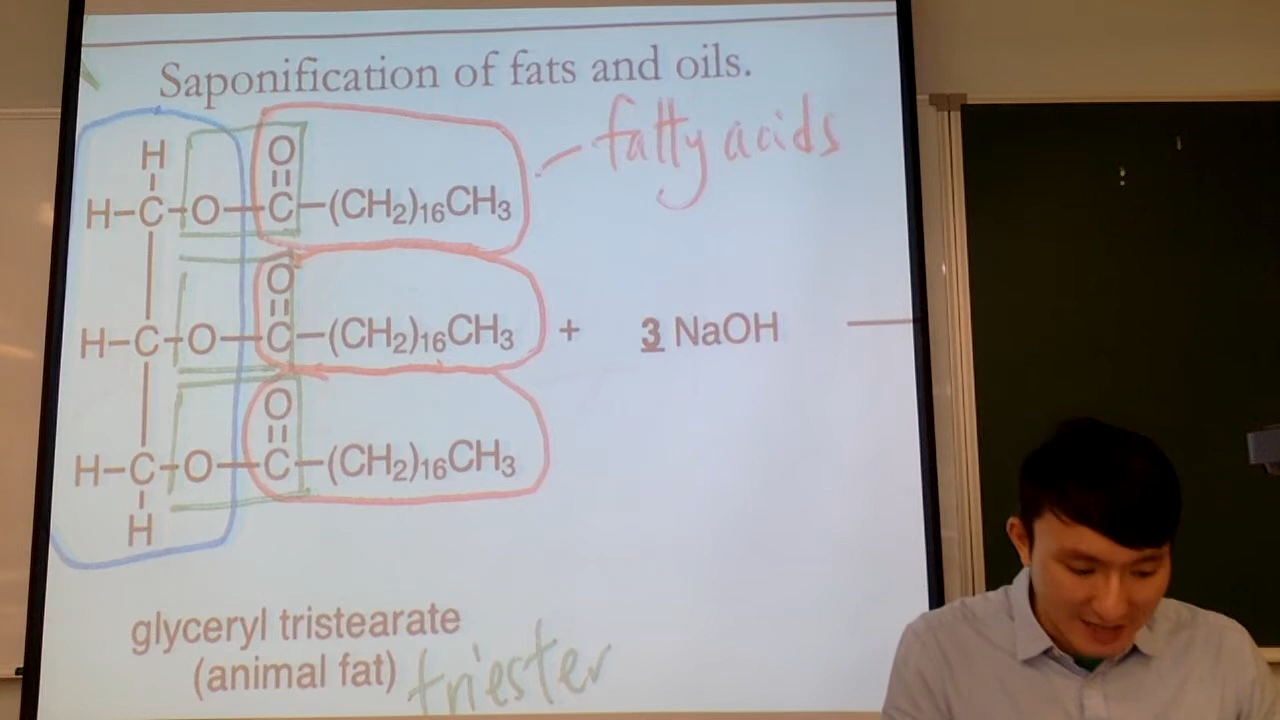 Saponification of fats and oils.
fatty acids
H
O
H–C–O–C–(CH2)16CH3
O
H–C–O–C–(CH2)16CH3 + 3 NaOH
O
H–C–O–C–(CH2)16CH3
H
glyceryl tristearate
(animal fat) triester